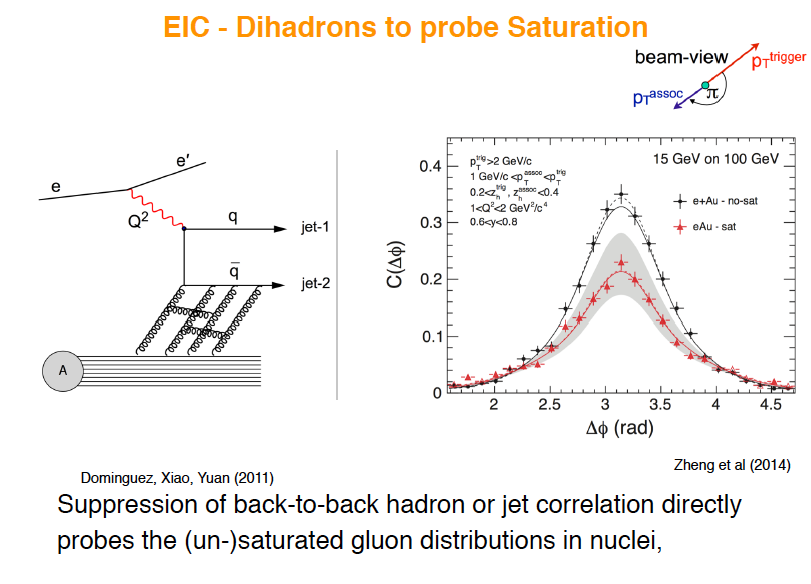 EIC - Dihadrons to probe Saturation
beam-view
pTtrigger
pTassoc
π
e
e′
Q2
q
jet-1
q̅
jet-2
A
pTtrig>2 GeV/c
1 GeV/c <pTassoc<pTtrig
0.2<zhtrig, zhassoc<0.4
1<Q2<2 GeV2/c4
0.6<y<0.8
15 GeV on 100 GeV
e+Au - no-sat
eAu - sat
C(Δϕ)
0.4
0.3
0.2
0.1
0
2 2.5 3 3.5 4 4.5
Δϕ (rad)
Zheng et al (2014)
Dominguez, Xiao, Yuan (2011)
Suppression of back-to-back hadron or jet correlation directly
probes the (un-)saturated gluon distributions in nuclei,